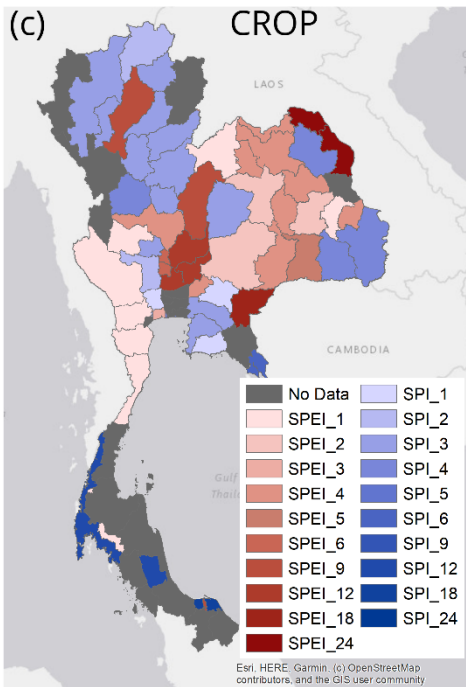 (c) CROP
LAOS
CAMBODIA
Gulf
Thaila
No Data
SPEI_1
SPEI_2
SPEI_3
SPEI_4
SPEI_5
SPEI_6
SPEI_9
SPEI_12
SPEI_18
SPEI_24
SPI_1
SPI_2
SPI_3
SPI_4
SPI_5
SPI_6
SPI_9
SPI_12
SPI_18
SPI_24
Esri, HERE, Garmin, (c) OpenStreetMap
contributors, and the GIS user community